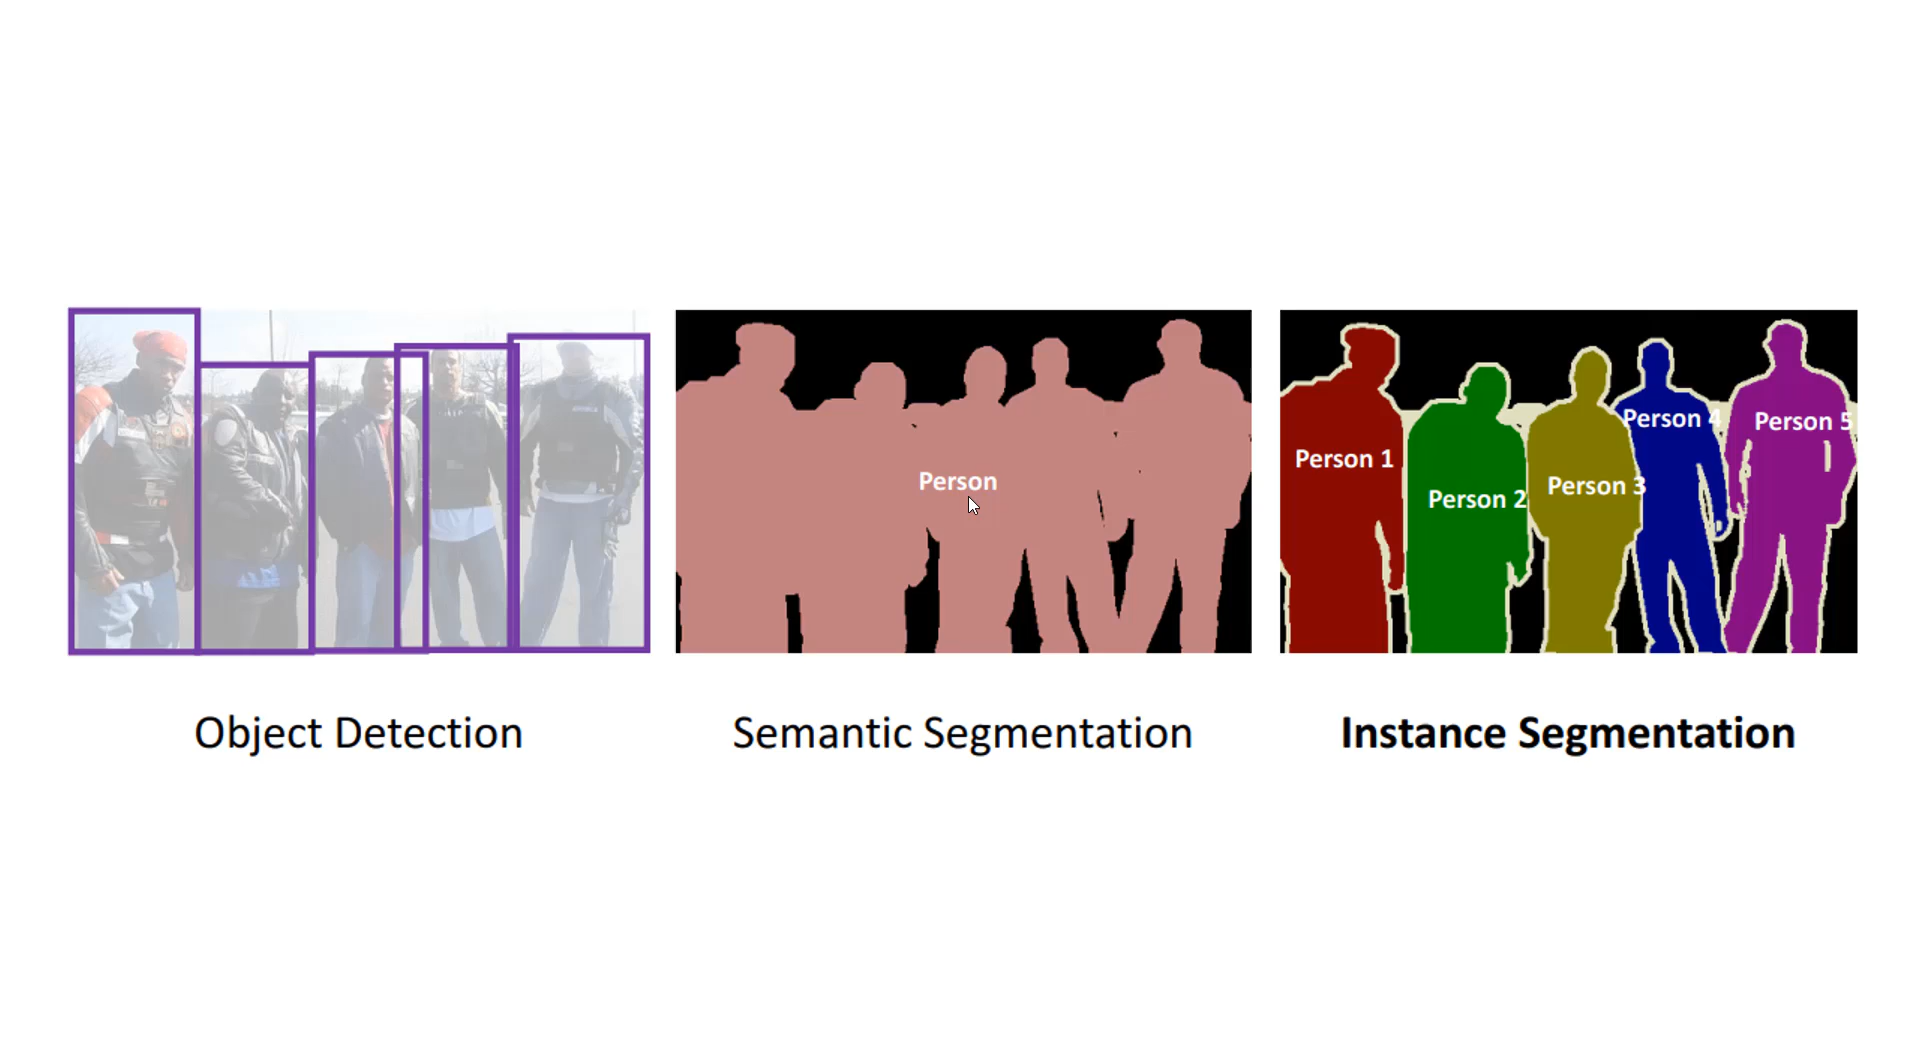 Person
Person 1
Person 2
Person 3
Person 4
Person 5
Object Detection
Semantic Segmentation
Instance Segmentation